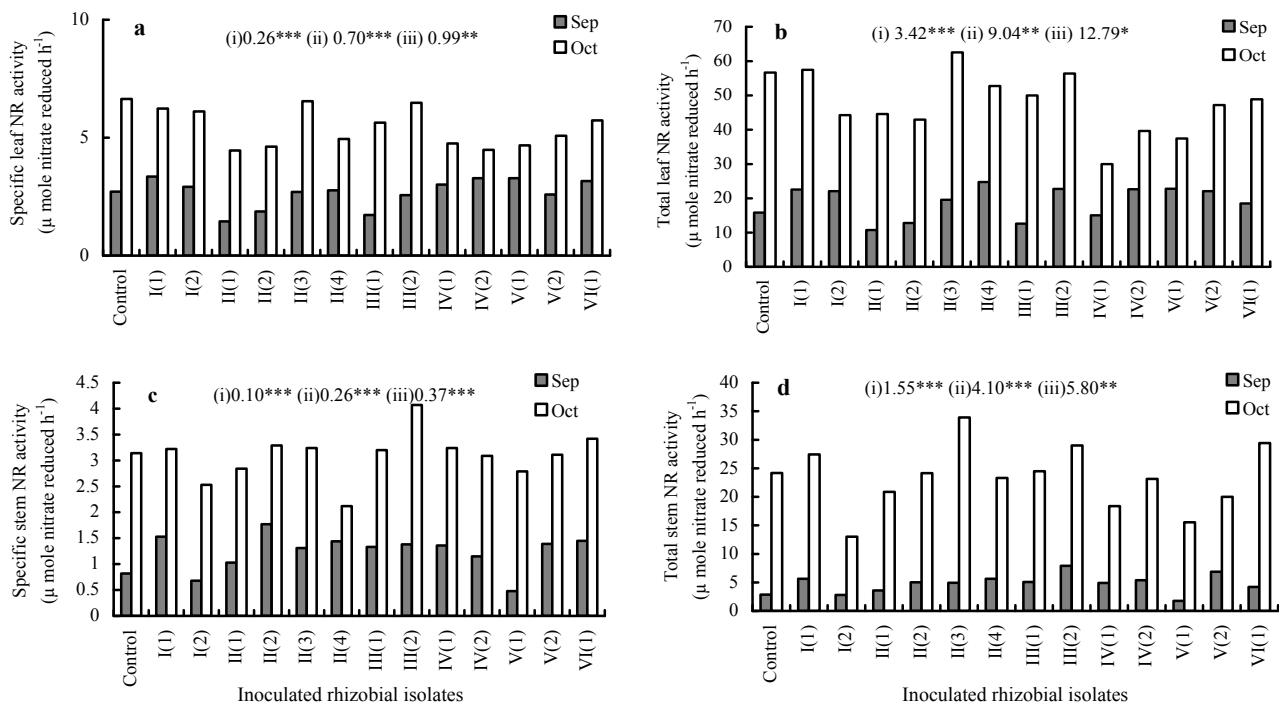 a
(i)0.26*** (ii) 0.70*** (iii) 0.99**
Sep
Oct
Specific leaf NR activity
(µ mole nitrate reduced h⁻¹)
10
5
0
Control
I(1)
I(2)
II(1)
II(2)
II(3)
II(4)
III(1)
III(2)
IV(1)
IV(2)
V(1)
V(2)
VI(1)
b
(i) 3.42*** (ii) 9.04** (iii) 12.79*
Sep
Oct
Total leaf NR activity
(µ mole nitrate reduced h⁻¹)
70
60
50
40
30
20
10
0
Control
I(1)
I(2)
II(1)
II(2)
II(3)
II(4)
III(1)
III(2)
IV(1)
IV(2)
V(1)
V(2)
VI(1)
c
(i)0.10*** (ii)0.26*** (iii)0.37***
Sep
Oct
Specific stem NR activity
(µ mole nitrate reduced h⁻¹)
4.5
4
3.5
3
2.5
2
1.5
1
0.5
0
Control
I(1)
I(2)
II(1)
II(2)
II(3)
II(4)
III(1)
III(2)
IV(1)
IV(2)
V(1)
V(2)
VI(1)
Inoculated rhizobial isolates
d
(i)1.55*** (ii)4.10*** (iii)5.80**
Sep
Oct
Total stem NR activity
(µ mole nitrate reduced h⁻¹)
40
35
30
25
20
15
10
5
0
Control
I(1)
I(2)
II(1)
II(2)
II(3)
II(4)
III(1)
III(2)
IV(1)
IV(2)
V(1)
V(2)
VI(1)
Inoculated rhizobial isolates